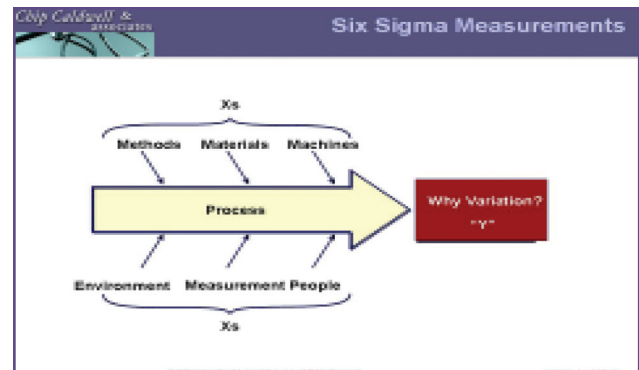 Chip Caldwell &
associates
Six Sigma Measurements
Xs
Methods Materials Machines
Process
Why Variation?
"Y"
Environment Measurement People
Xs